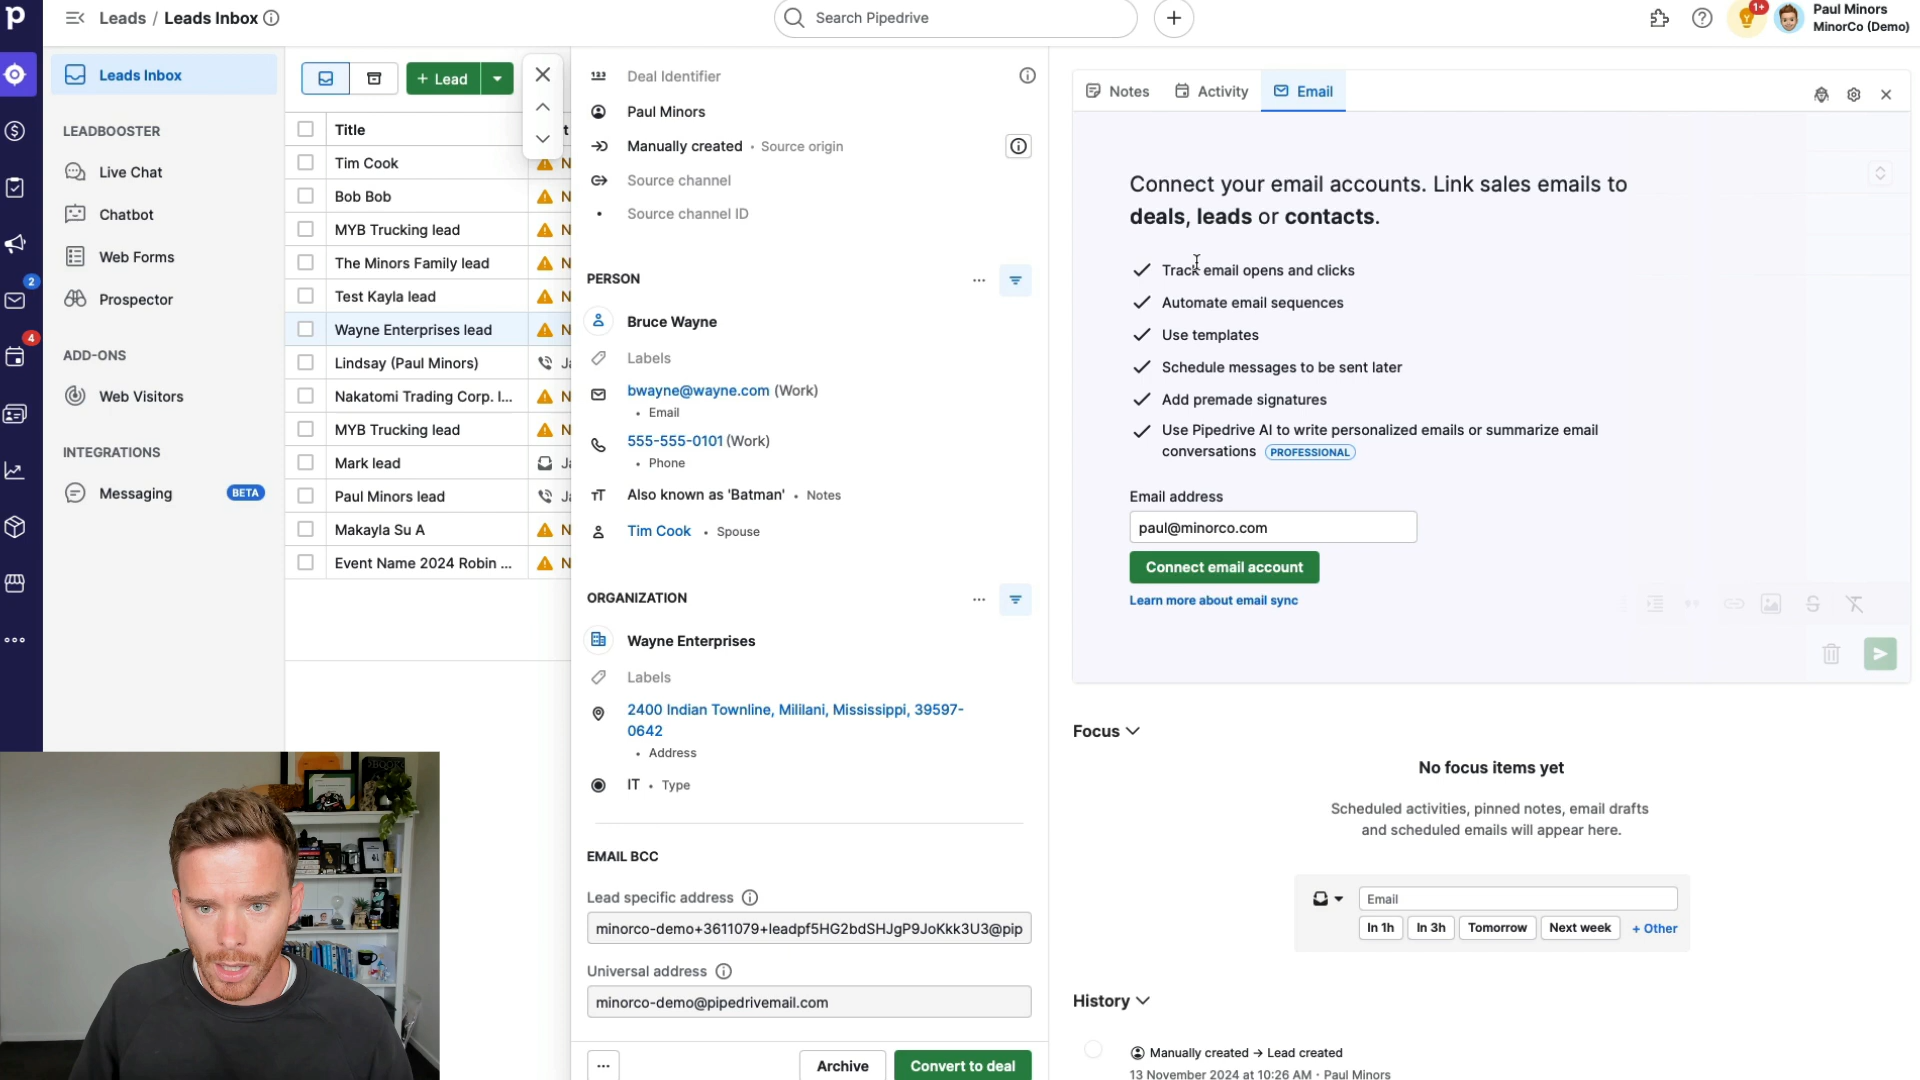 Leads / Leads Inbox
Search Pipedrive
1+
Paul Minors
MinorCo (Demo)
Leads Inbox
LEADBOOSTER
Live Chat
Chatbot
Web Forms
Prospector
ADD-ONS
Web Visitors
INTEGRATIONS
Messaging BETA
2
4
+ Lead
Title
Tim Cook
Bob Bob
MYB Trucking lead
The Minors Family lead
Test Kayla lead
Wayne Enterprises lead
Lindsay (Paul Minors)
Nakatomi Trading Corp. l...
MYB Trucking lead
Mark lead
Paul Minors lead
Makayla Su A
Event Name 2024 Robin ...
Deal Identifier
Paul Minors
Manually created • Source origin
Source channel
Source channel ID
PERSON
Bruce Wayne
Labels
bwayne@wayne.com (Work)
• Email
555-555-0101 (Work)
• Phone
Also known as 'Batman' • Notes
Tim Cook • Spouse
ORGANIZATION
Wayne Enterprises
Labels
2400 Indian Townline, Mililani, Mississippi, 39597-
0642
• Address
IT • Type
EMAIL BCC
Lead specific address
minorco-demo+3611079+leadpf5HG2bdSHJgP9JoKkk3U3@pip
Universal address
minorco-demo@pipedrivemail.com
Archive
Convert to deal
Notes
Activity
Email
Connect your email accounts. Link sales emails to
deals, leads or contacts.
Track email opens and clicks
Automate email sequences
Use templates
Schedule messages to be sent later
Add premade signatures
Use Pipedrive AI to write personalized emails or summarize email
conversations PROFESSIONAL
Email address
paul@minorco.com
Connect email account
Learn more about email sync
Focus
No focus items yet
Scheduled activities, pinned notes, email drafts
and scheduled emails will appear here.
Email
In 1h
In 3h
Tomorrow
Next week
+ Other
History
Manually created → Lead created
13 November 2024 at 10:26 AM · Paul Minors